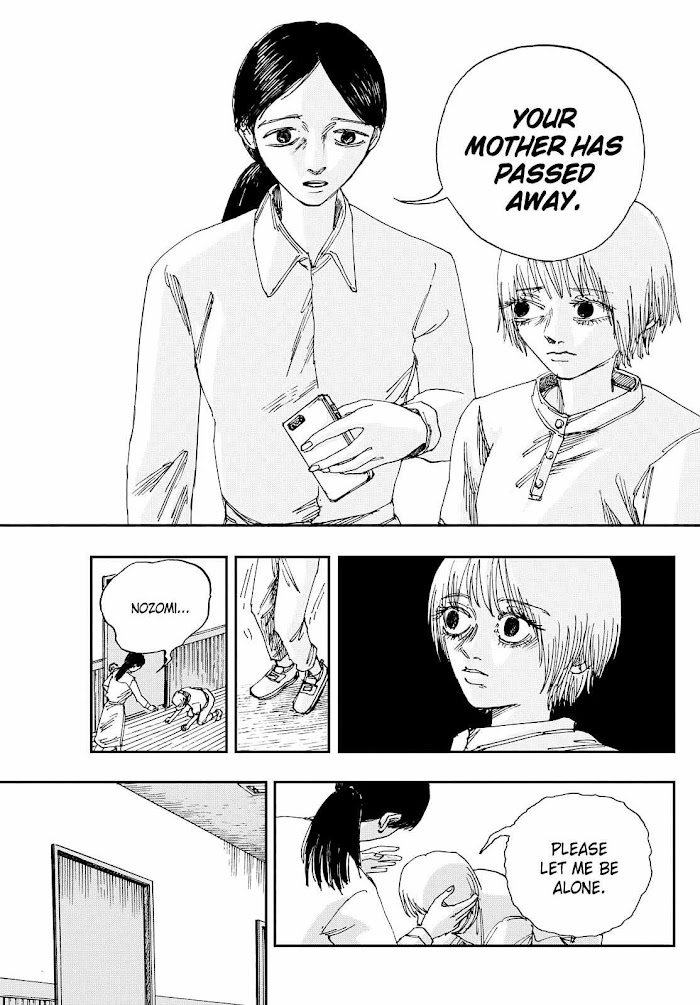 YOUR
MOTHER HAS
PASSED
AWAY.
NOZOMI...
PLEASE
LET ME BE
ALONE.